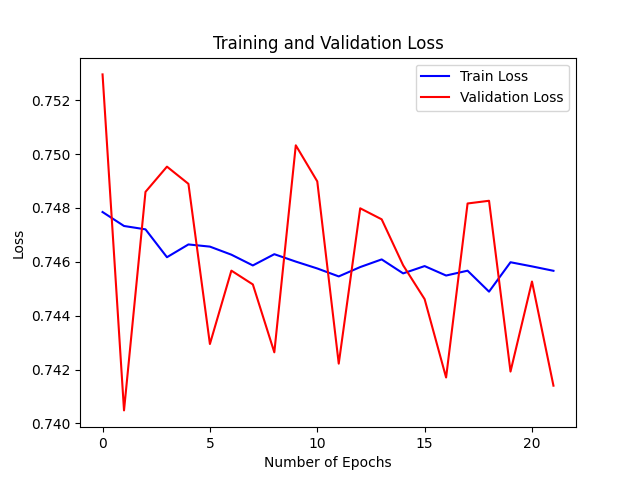 Training and Validation Loss
Train Loss
Validation Loss
0.752
0.750
0.748
0.746
0.744
0.742
0.740
Loss
0 5 10 15 20
Number of Epochs